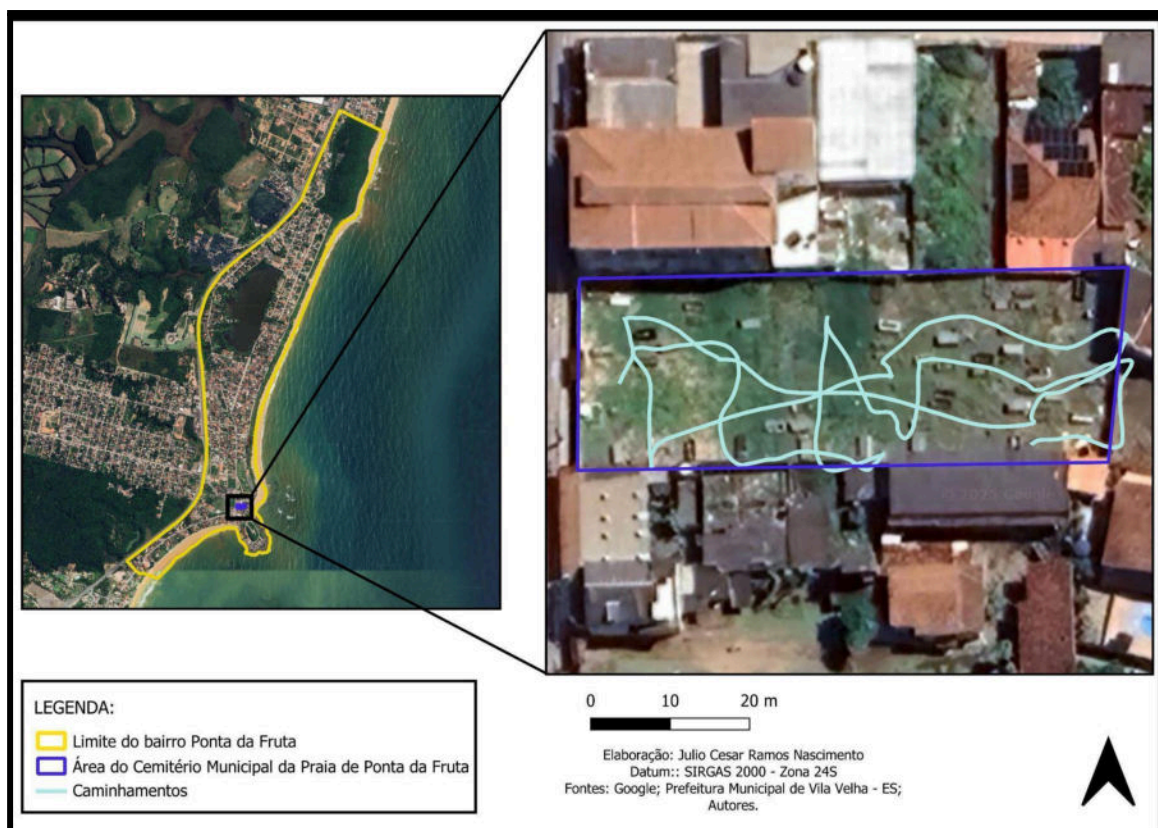 LEGENDA:
Limite do bairro Ponta da Fruta
Área do Cemitério Municipal da Praia de Ponta da Fruta
Caminhamentos
0 10 20 m
Elaboração: Julio Cesar Ramos Nascimento
Datum:: SIRGAS 2000 - Zona 24S
Fontes: Google; Prefeitura Municipal de Vila Velha - ES;
Autores.